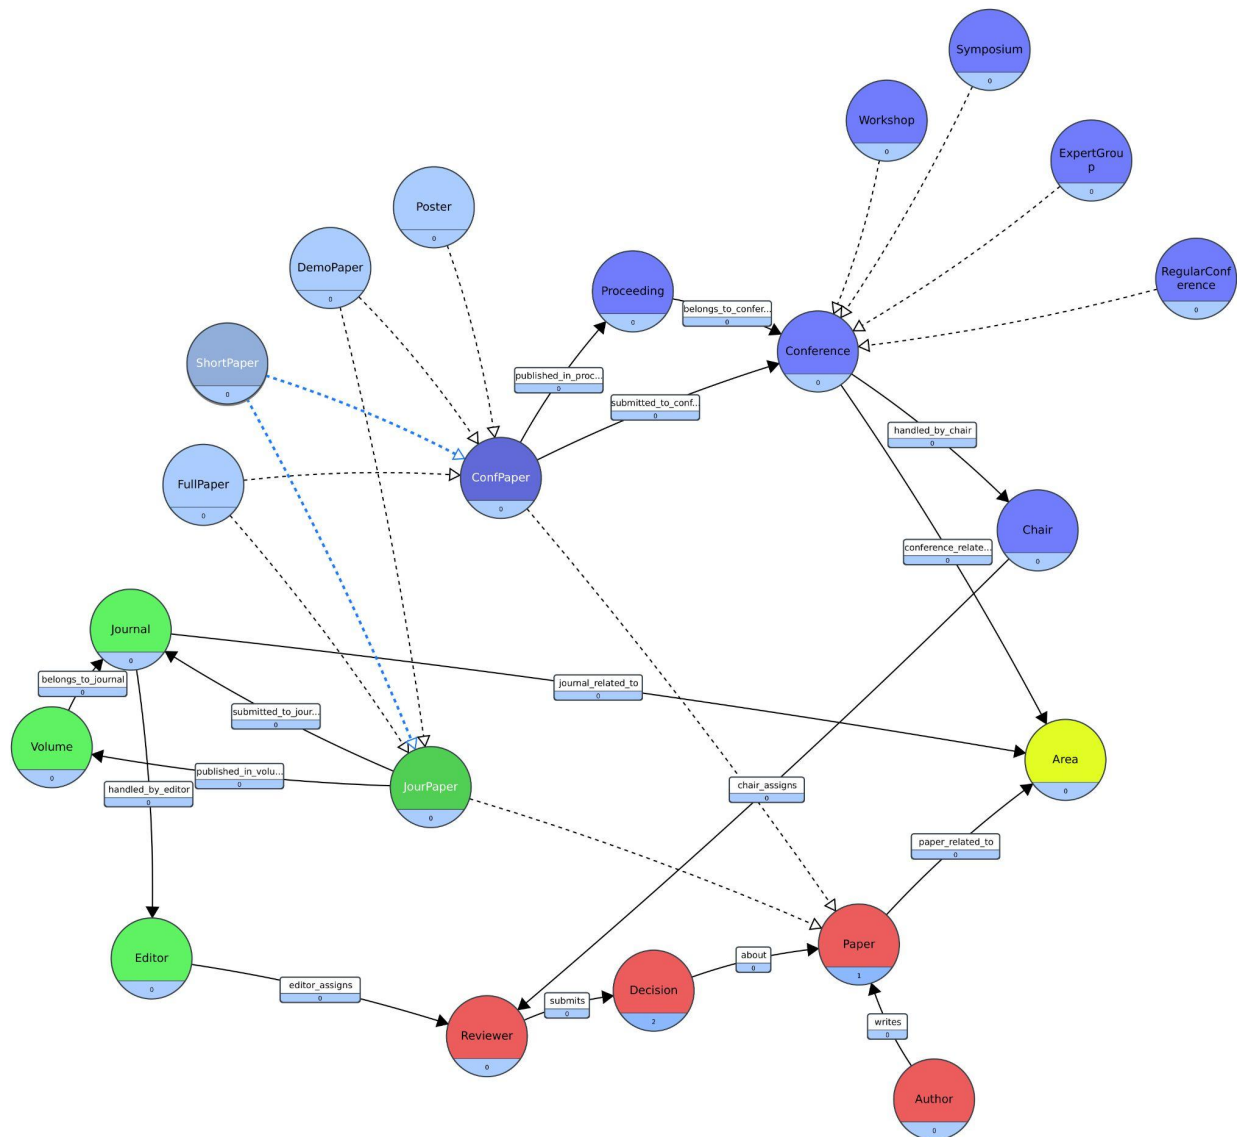 Symposium
0
Workshop
0
ExpertGrou
p
0
Poster
0
DemoPaper
0
RegularConf
erence
0
Proceeding
0
belongs_to_confer...
0
Conference
0
ShortPaper
0
published_in_proc...
0
submitted_to_conf...
0
handled_by_chair
0
ConfPaper
0
FullPaper
0
Chair
0
conference_relate...
0
Journal
0
belongs_to_journal
0
journal_related_to
0
submitted_to_jour...
0
Volume
0
published_in_volu...
0
handled_by_editor
0
JourPaper
0
chair_assigns
0
Area
0
paper_related_to
0
Editor
0
Paper
1
about
0
editor_assigns
0
Decision
2
submits
0
Reviewer
0
writes
0
Author
0